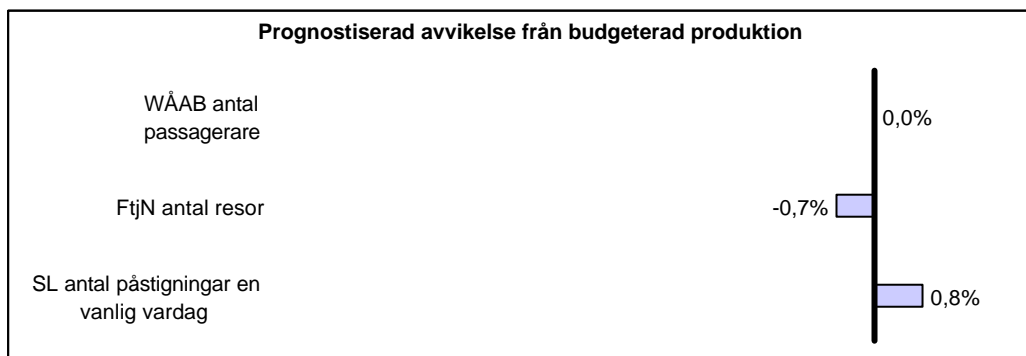 Prognostiserad avvikelse från budgeterad produktion
WÅAB antal
passagerare
0,0%
FtjN antal resor
-0,7%
SL antal påstigningar en
vanlig vardag
0,8%